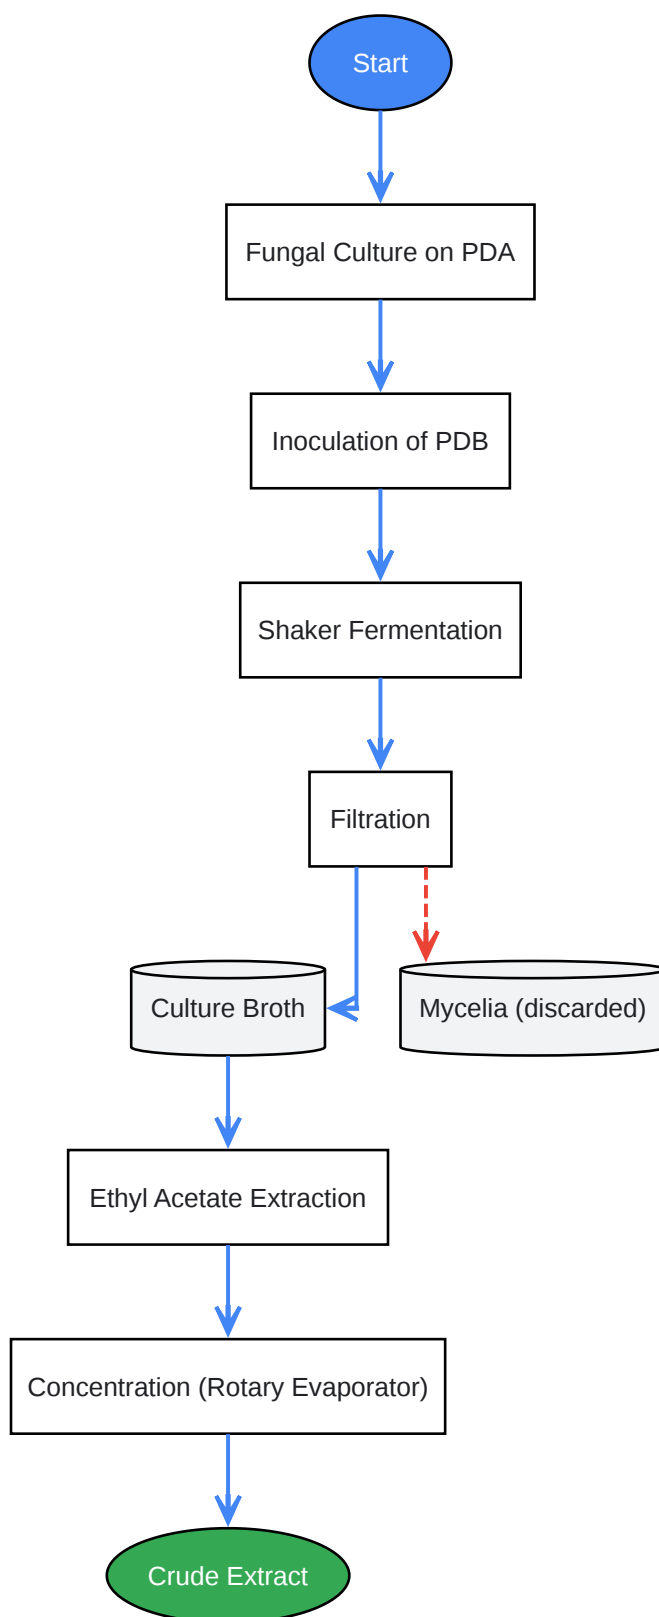 Start
Fungal Culture on PDA
Inoculation of PDB
Shaker Fermentation
Filtration
Culture Broth
Mycelia (discarded)
Ethyl Acetate Extraction
Concentration (Rotary Evaporator)
Crude Extract